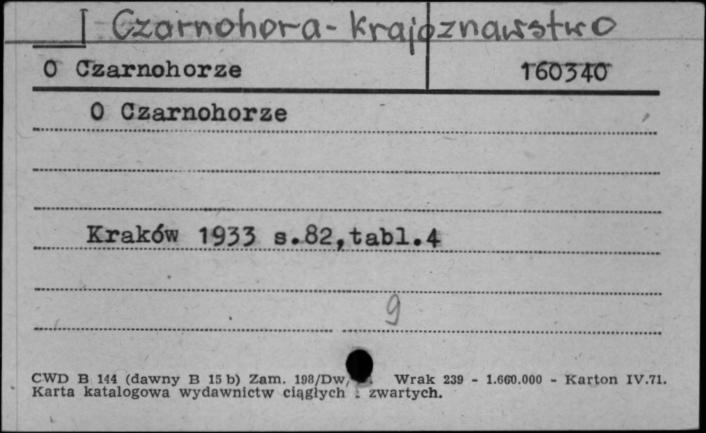 I Czarnohora - krajoznawstwo
O Czarnohorze 160340
O Czarnohorze
Kraków 1933 s.82,tabl.4
9
CWD B 144 (dawny B 15 b) Zam. 198/Dw/ Wrak 239 - 1.660.000 - Karton IV.71.
Karta katalogowa wydawnictw ciągłych i zwartych.